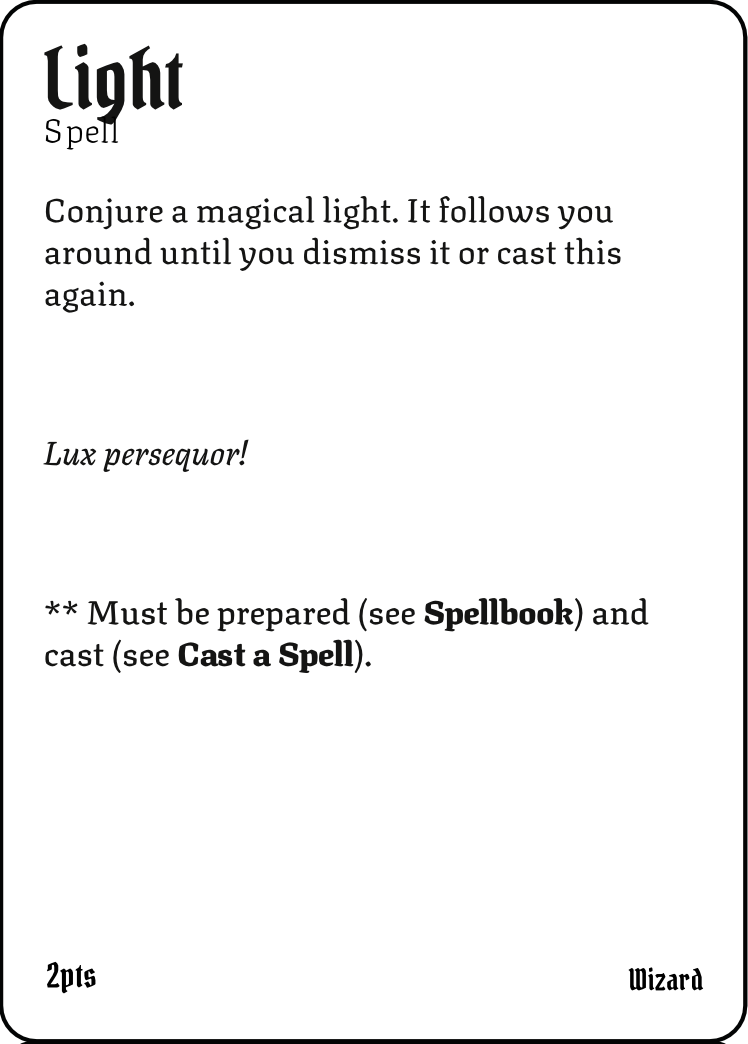 Light
Spell
Conjure a magical light. It follows you
around until you dismiss it or cast this
again.
Lux persequor!
** Must be prepared (see Spellbook) and
cast (see Cast a Spell).
2pts
Wizard